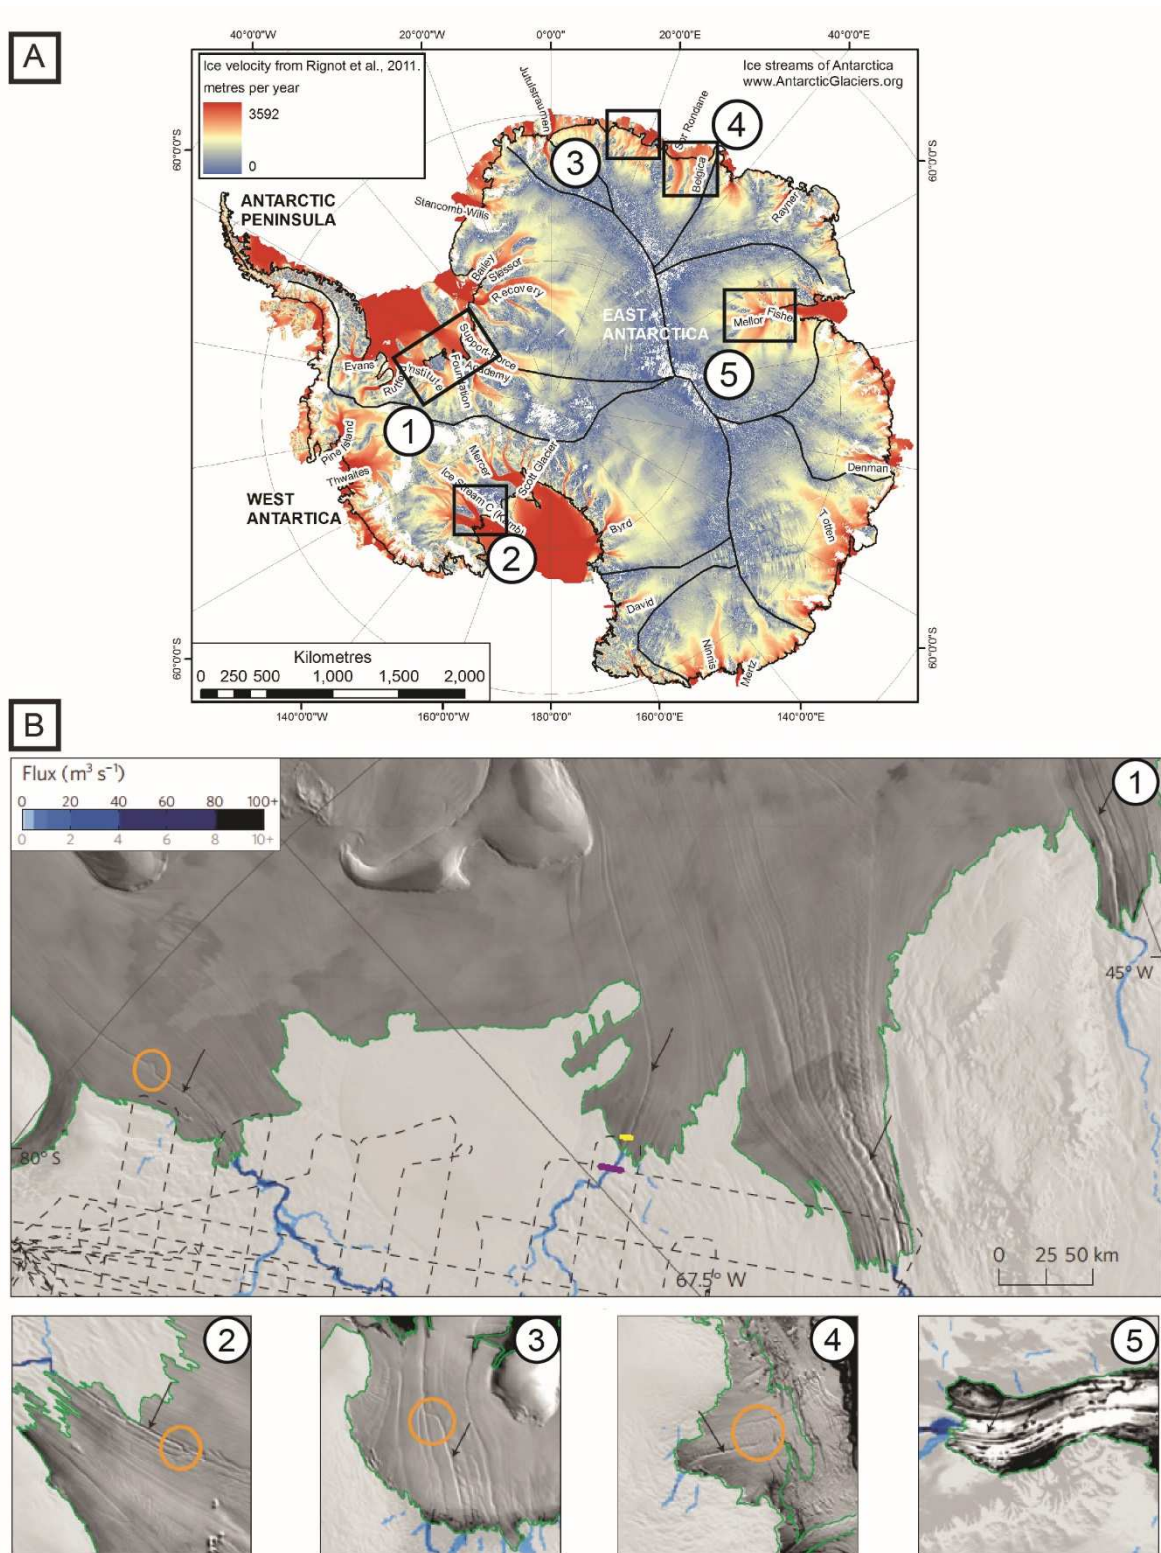 A
40°0'0"W 20°0'0"W 0°0'0" 20°0'0"E 40°0'0"E
Ice velocity from Rignot et al., 2011.
metres per year
3592
0
Ice streams of Antarctica
www.AntarcticGlaciers.org
60°0'0"S
60°0'0"S
Jutulstraumen
Sor Rondane
4
3
Belgica
Rayner
ANTARCTIC
PENINSULA
Stancomb-Wills
Bailey
Slessor
Recovery
EAST
ANTARCTICA
Mellor
Fishe
Support-Force
Academy
Foundation
Institute
Rutford
Evans
5
1
Pine Island
Thwaites
Mercer
Scott Glacier
Ice Stream C (Kamb)
Denman
WEST
ANTARTICA
2
Byrd
Totten
David
Ninnis
Mertz
60°0'0"S
60°0'0"S
Kilometres
0 250 500 1,000 1,500 2,000
140°0'0"W 160°0'0"W 180°0'0" 160°0'0"E 140°0'0"E
B
Flux (m³ s⁻¹)
0 20 40 60 80 100+
0 2 4 6 8 10+
1
45° W
80° S
67.5° W
0 25 50 km
2
3
4
5